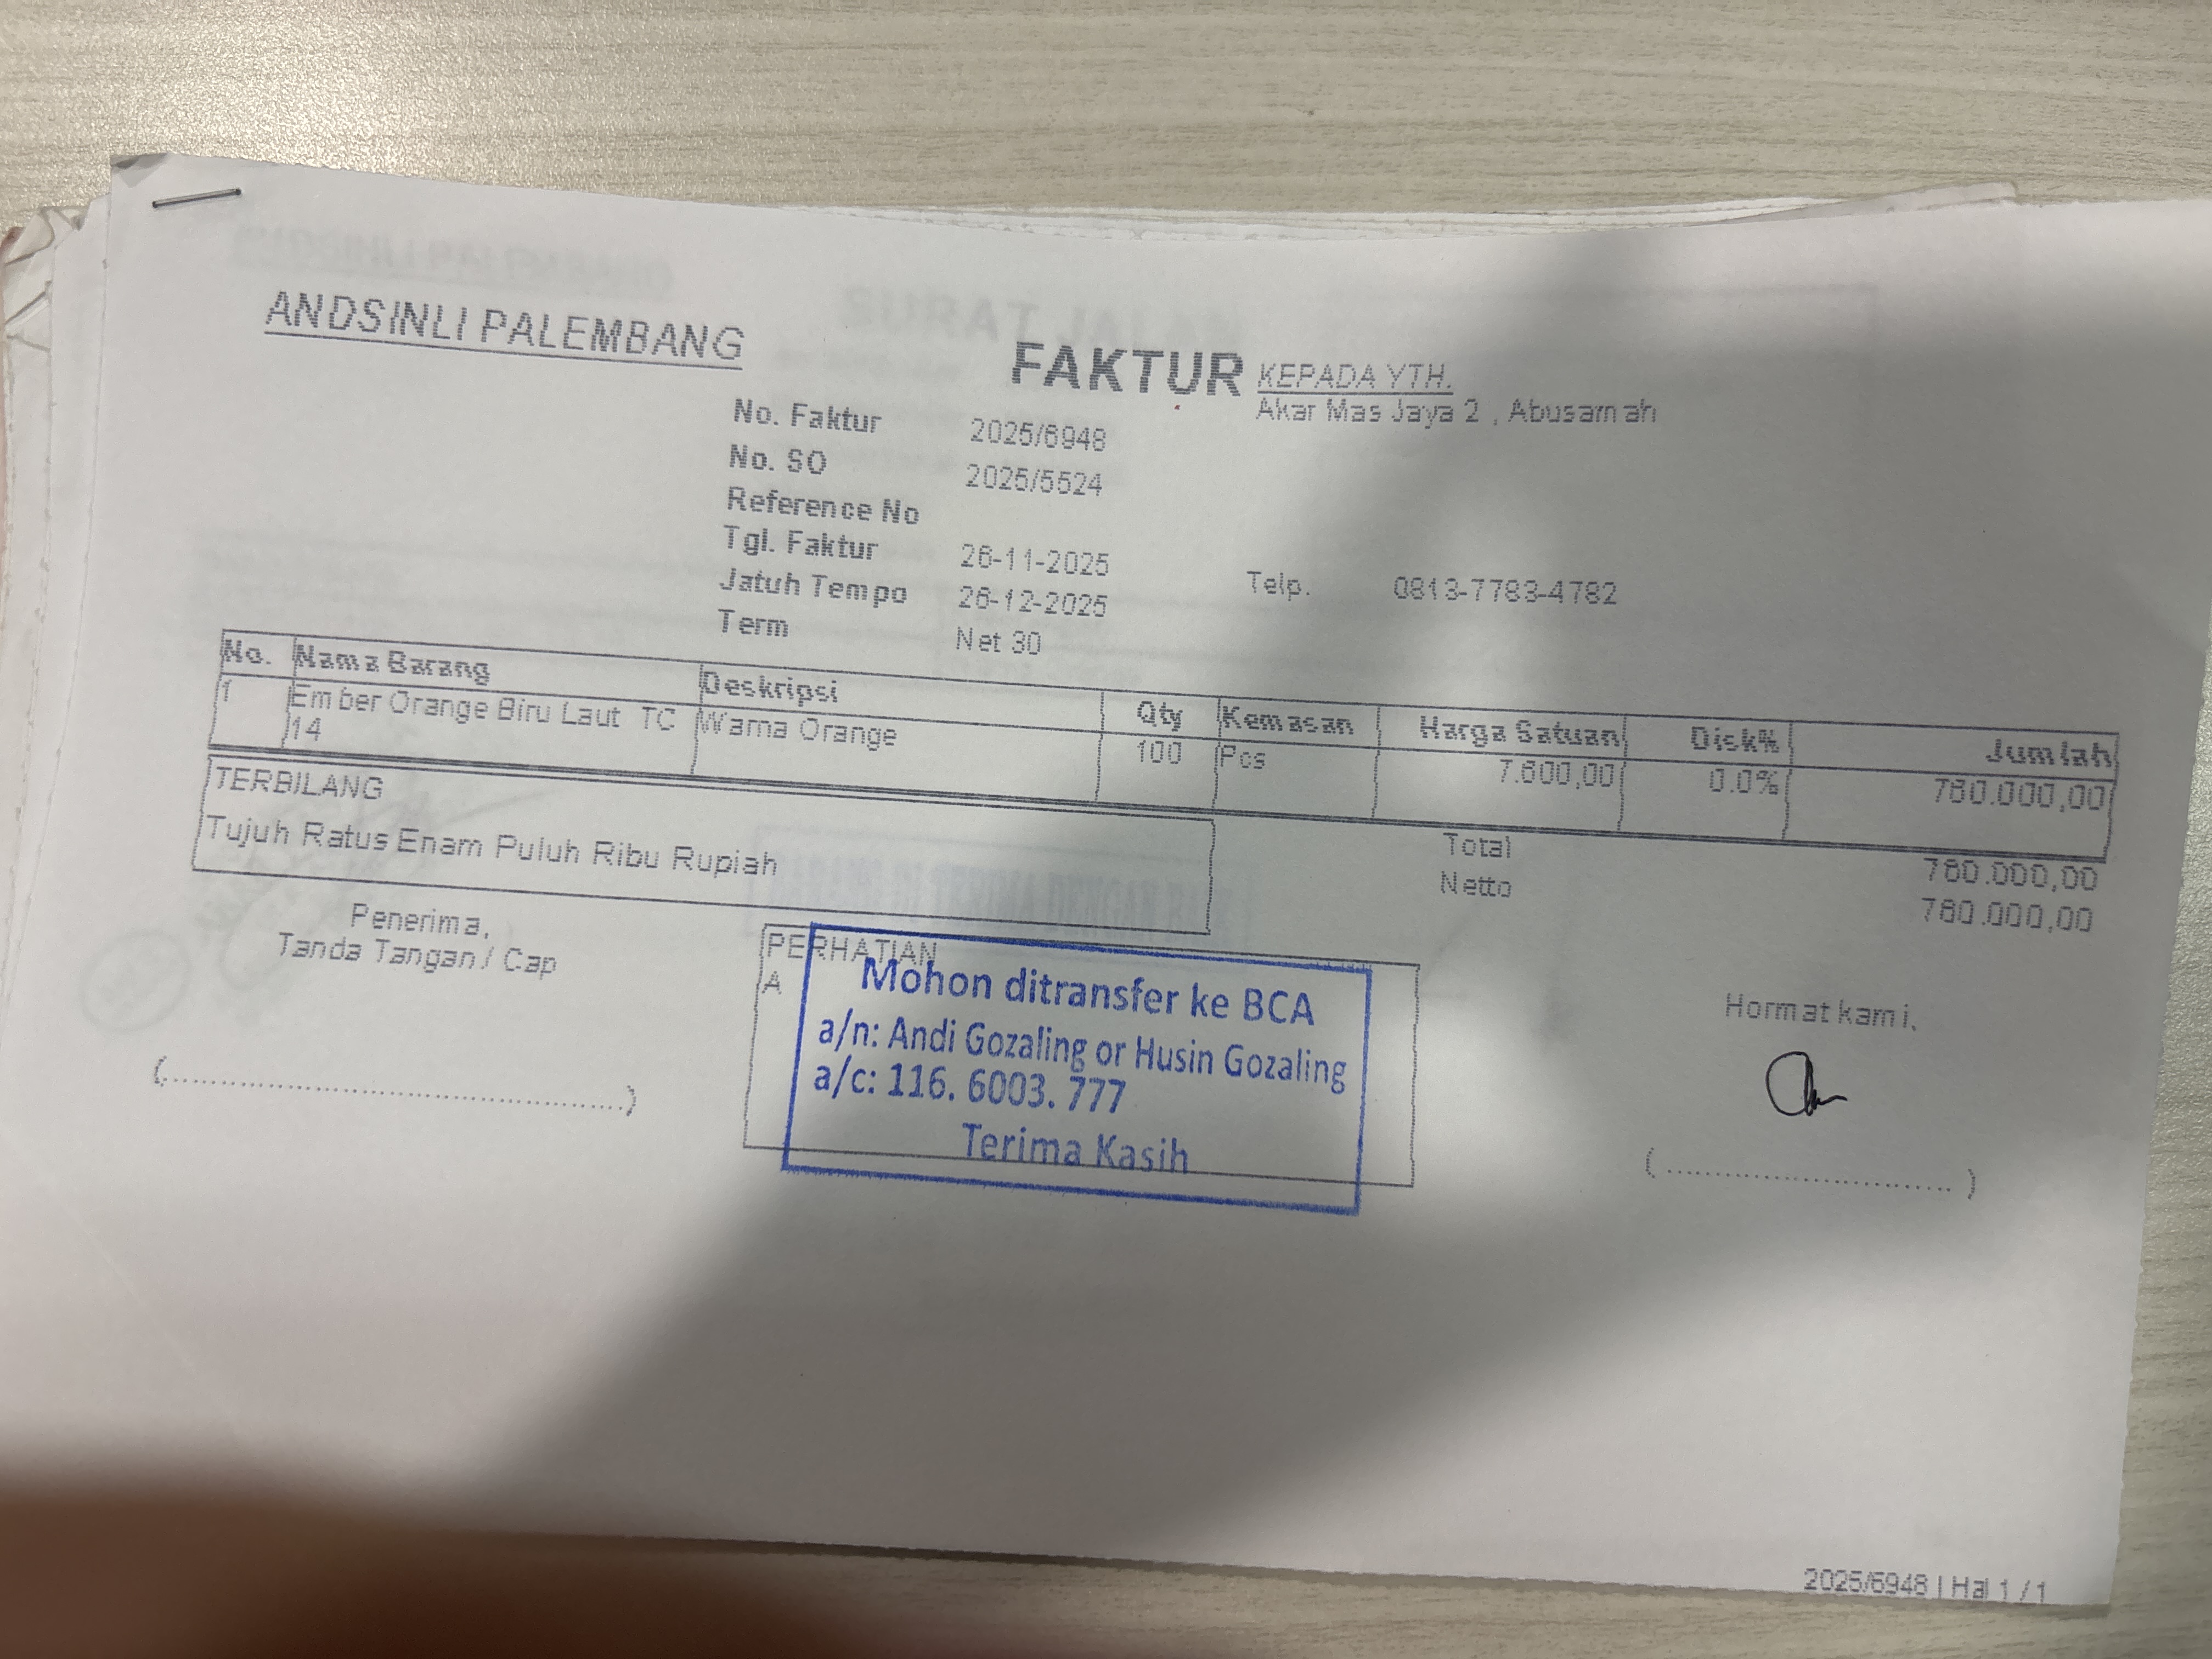 ANDSINLI PALEMBANG
FAKTUR
KEPADA YTH.
Akar Mas Jaya 2 , Abusamah
No. Faktur 2025/6948
No. SO 2025/5524
Reference No
Tgl. Faktur 26-11-2025
Jatuh Tempo 26-12-2025
Term Net 30
Telp. 0813-7783-4782
No. Nama Barang Deskripsi Qty Kemasan Harga Satuan Disk% Jumlah
1 Ember Orange Biru Laut TC Warna Orange 100 Pcs 7.600,00 0.0% 760.000,00
14
TERBILANG
Tujuh Ratus Enam Puluh Ribu Rupiah
Total 760.000,00
Netto 760.000,00
Penerima,
Tanda Tangan / Cap
(..............................................)
PERHATIAN
A
Mohon ditransfer ke BCA
a/n: Andi Gozaling or Husin Gozaling
a/c: 116. 6003. 777
Terima Kasih
Hormat kami,
(.............................)
2025/6948 | Hal 1 / 1